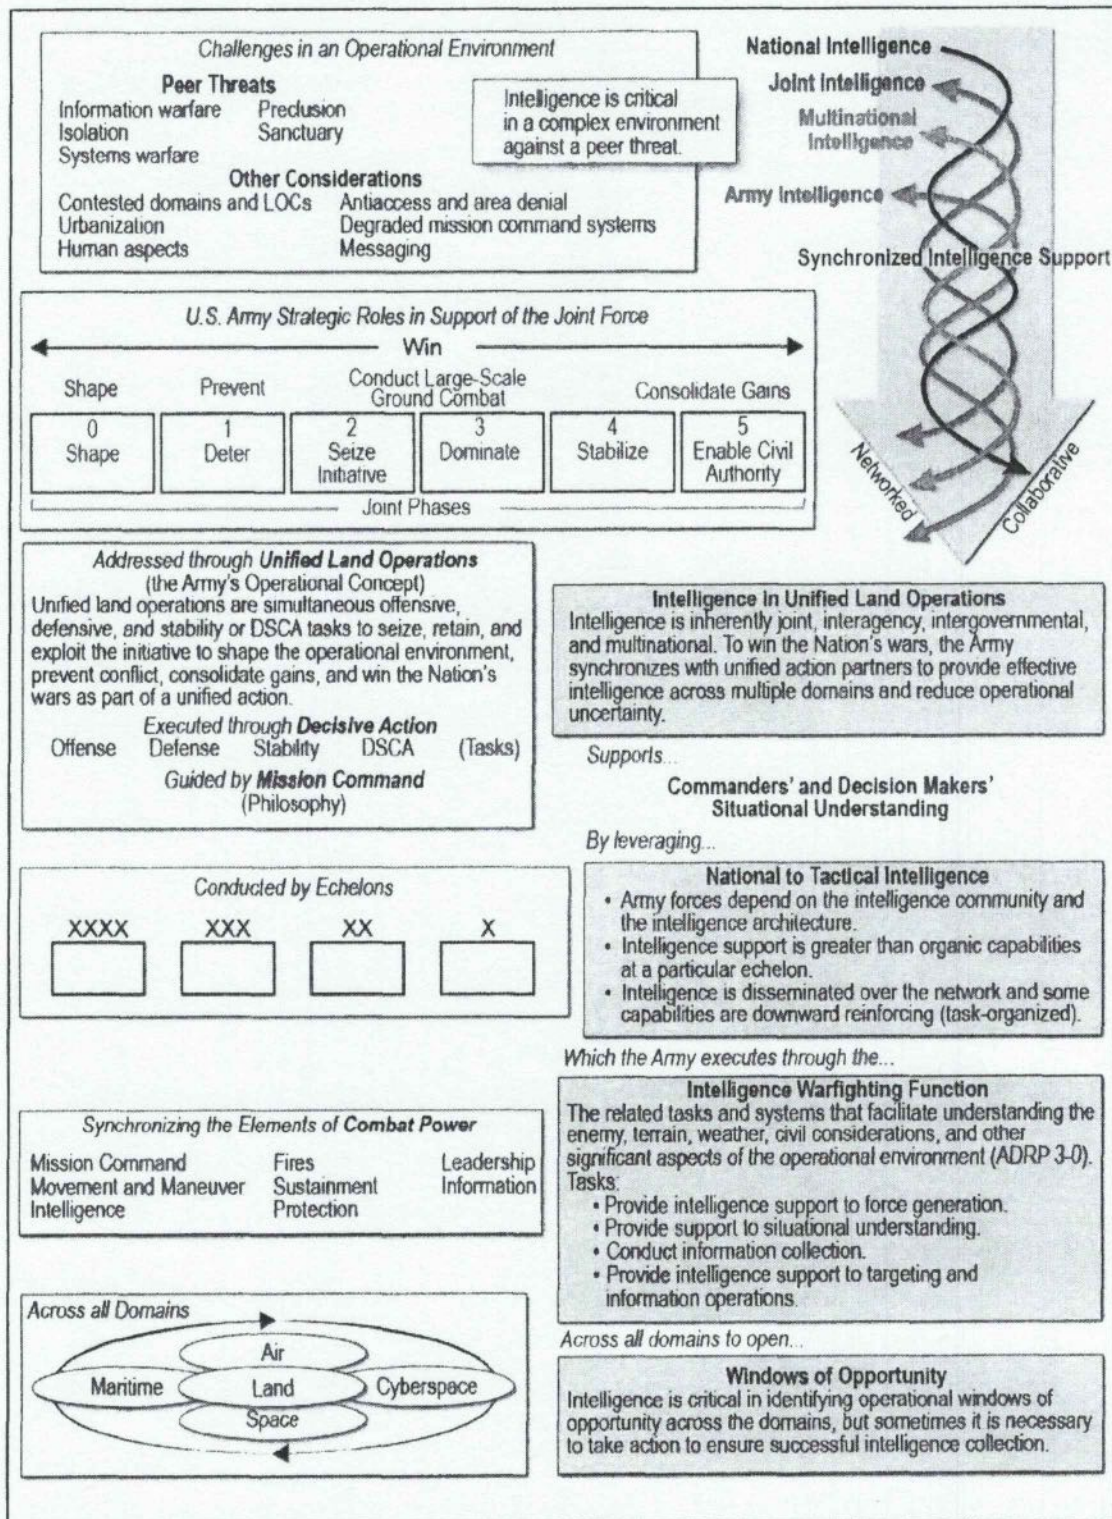 Challenges in an Operational Environment
Peer Threats
Information warfare Preclusion
Isolation Sanctuary
Systems warfare
Other Considerations
Contested domains and LOCs Antiaccess and area denial
Urbanization Degraded mission command systems
Human aspects Messaging
Intelligence is critical
in a complex environment
against a peer threat.
National Intelligence
Joint Intelligence
Multinational
Intelligence
Army Intelligence
Synchronized Intelligence Support
Networked
Collaborative
U.S. Army Strategic Roles in Support of the Joint Force
Win
Shape Prevent Conduct Large-Scale
Ground Combat Consolidate Gains
0 1 2 3 4 5
Shape Deter Seize Dominate Stabilize Enable Civil
Initiative Authority
Joint Phases
Addressed through Unified Land Operations
(the Army's Operational Concept)
Unified land operations are simultaneous offensive,
defensive, and stability or DSCA tasks to seize, retain, and
exploit the initiative to shape the operational environment,
prevent conflict, consolidate gains, and win the Nation's
wars as part of a unified action.
Executed through Decisive Action
Offense Defense Stability DSCA (Tasks)
Guided by Mission Command
(Philosophy)
Intelligence in Unified Land Operations
Intelligence is inherently joint, interagency, intergovernmental,
and multinational. To win the Nation's wars, the Army
synchronizes with unified action partners to provide effective
intelligence across multiple domains and reduce operational
uncertainty.
Supports...
Commanders' and Decision Makers'
Situational Understanding
By leveraging...
Conducted by Echelons
XXXX XXX XX X
National to Tactical Intelligence
• Army forces depend on the intelligence community and
the intelligence architecture.
• Intelligence support is greater than organic capabilities
at a particular echelon.
• Intelligence is disseminated over the network and some
capabilities are downward reinforcing (task-organized).
Which the Army executes through the...
Synchronizing the Elements of Combat Power
Mission Command Fires Leadership
Movement and Maneuver Sustainment Information
Intelligence Protection
Intelligence Warfighting Function
The related tasks and systems that facilitate understanding the
enemy, terrain, weather, civil considerations, and other
significant aspects of the operational environment (ADRP 3-0).
Tasks:
• Provide intelligence support to force generation.
• Provide support to situational understanding.
• Conduct information collection.
• Provide intelligence support to targeting and
information operations.
Across all domains to open...
Across all Domains
Air
Maritime Land Cyberspace
Space
Windows of Opportunity
Intelligence is critical in identifying operational windows of
opportunity across the domains, but sometimes it is necessary
to take action to ensure successful intelligence collection.